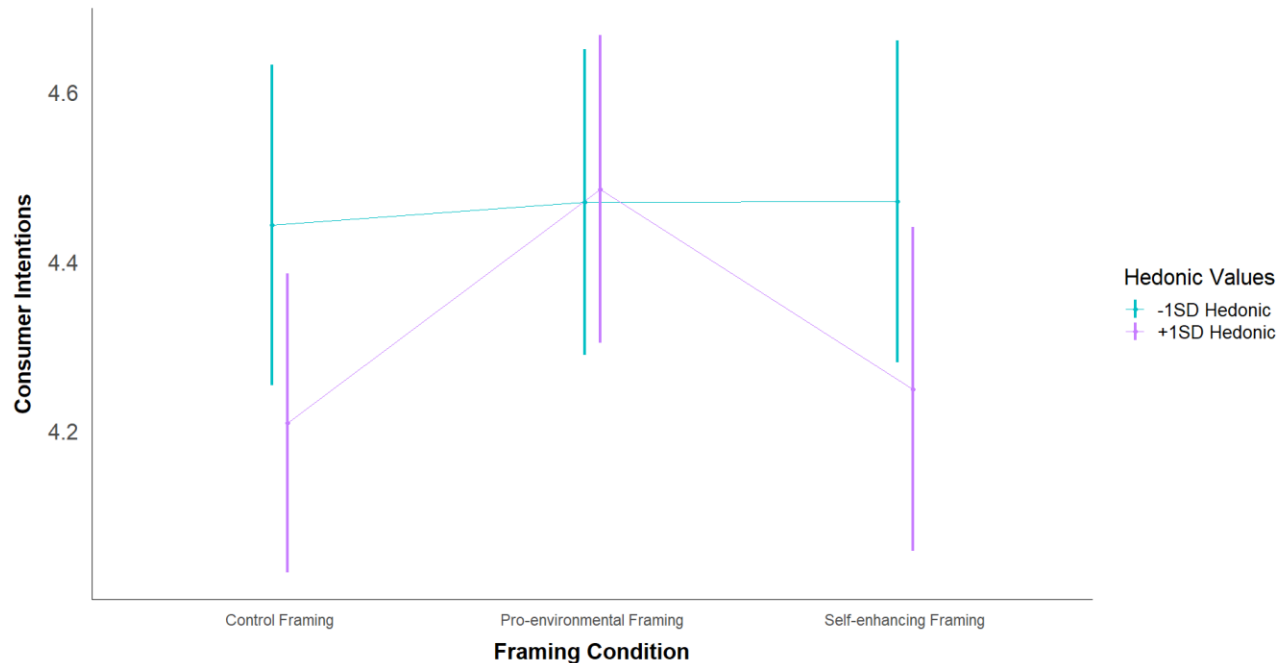 4.6
4.4
4.2
Consumer Intentions
Control Framing
Pro-environmental Framing
Self-enhancing Framing
Framing Condition
Hedonic Values
-1SD Hedonic
+1SD Hedonic